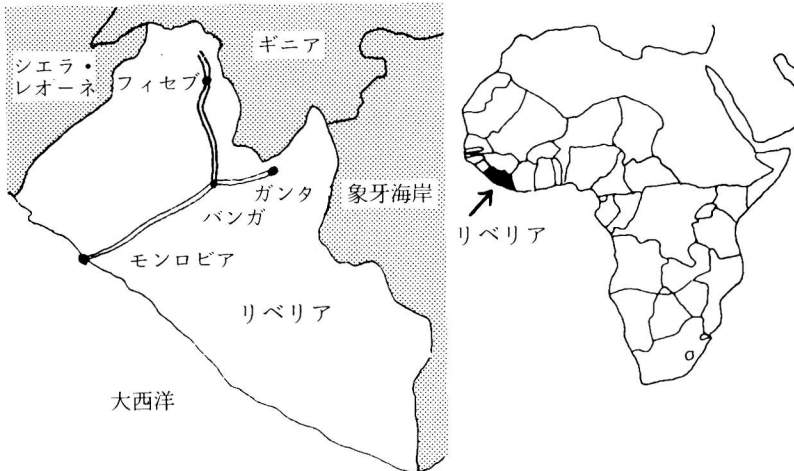 ギニア
シエラ・
レオーネ
フィセブ
ガンタ
バンガ
象牙海岸
モンロビア
リベリア
大西洋
リベリア